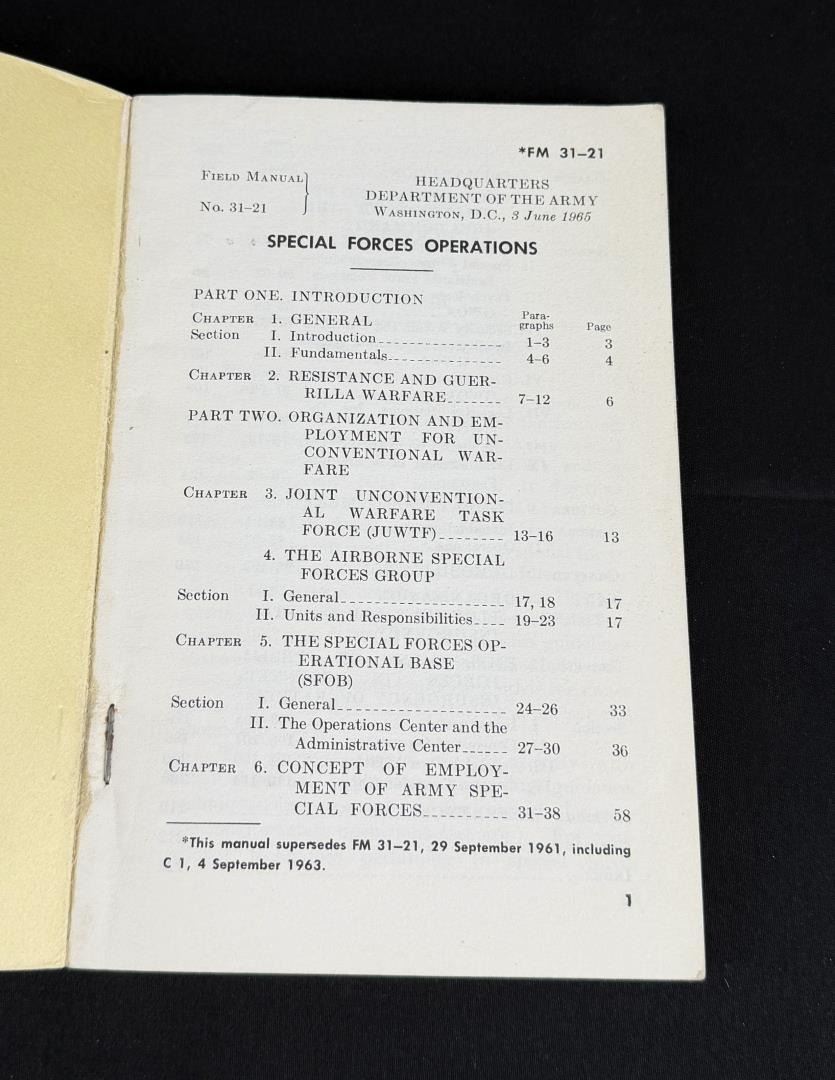 *FM 31–21
FIELD MANUAL
No. 31–21
HEADQUARTERS
DEPARTMENT OF THE ARMY
WASHINGTON, D.C., 3 June 1965
SPECIAL FORCES OPERATIONS
PART ONE. INTRODUCTION
Para-
graphs Page
CHAPTER 1. GENERAL
Section I. Introduction 1–3 3
II. Fundamentals 4–6 4
CHAPTER 2. RESISTANCE AND GUER-
RILLA WARFARE 7–12 6
PART TWO. ORGANIZATION AND EM-
PLOYMENT FOR UN-
CONVENTIONAL WAR-
FARE
CHAPTER 3. JOINT UNCONVENTION-
AL WARFARE TASK
FORCE (JUWTF) 13–16 13
4. THE AIRBORNE SPECIAL
FORCES GROUP
Section I. General 17, 18 17
II. Units and Responsibilities 19–23 17
CHAPTER 5. THE SPECIAL FORCES OP-
ERATIONAL BASE
(SFOB)
Section I. General 24–26 33
II. The Operations Center and the
Administrative Center 27–30 36
CHAPTER 6. CONCEPT OF EMPLOY-
MENT OF ARMY SPE-
CIAL FORCES 31–38 58
*This manual supersedes FM 31–21, 29 September 1961, including
C 1, 4 September 1963.
1